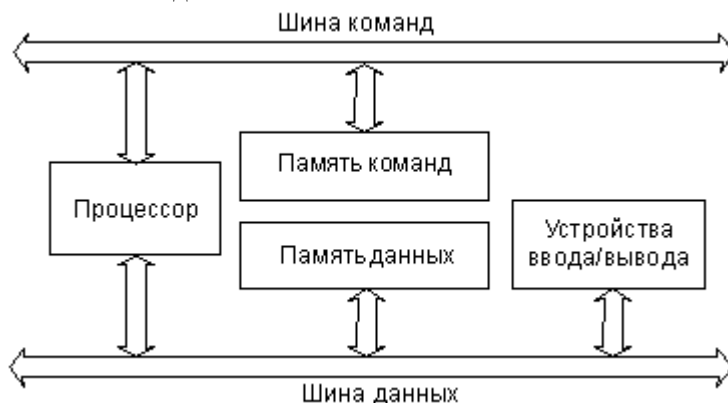 Шина команд
Память команд
Процессор
Устройства
ввода/вывода
Память данных
Шина данных